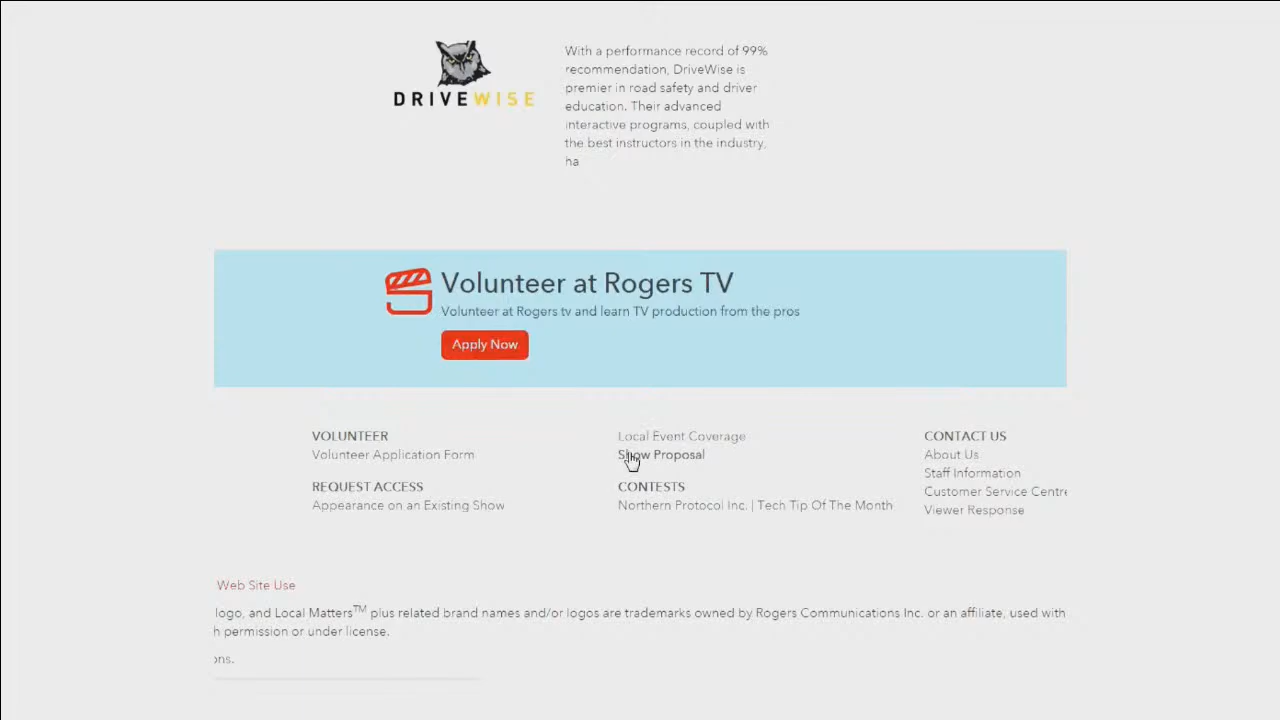 DRIVEWISE
With a performance record of 99%
recommendation, DriveWise is
premier in road safety and driver
education. Their advanced
interactive programs, coupled with
the best instructors in the industry,
ha
Volunteer at Rogers TV
Volunteer at Rogers tv and learn TV production from the pros
Apply Now
VOLUNTEER
Volunteer Application Form
REQUEST ACCESS
Appearance on an Existing Show
Local Event Coverage
Show Proposal
CONTESTS
Northern Protocol Inc. | Tech Tip Of The Month
CONTACT US
About Us
Staff Information
Customer Service Centre
Viewer Response
Web Site Use
logo, and Local Matters™ plus related brand names and/or logos are trademarks owned by Rogers Communications Inc. or an affiliate, used with
h permission or under license.
ons.